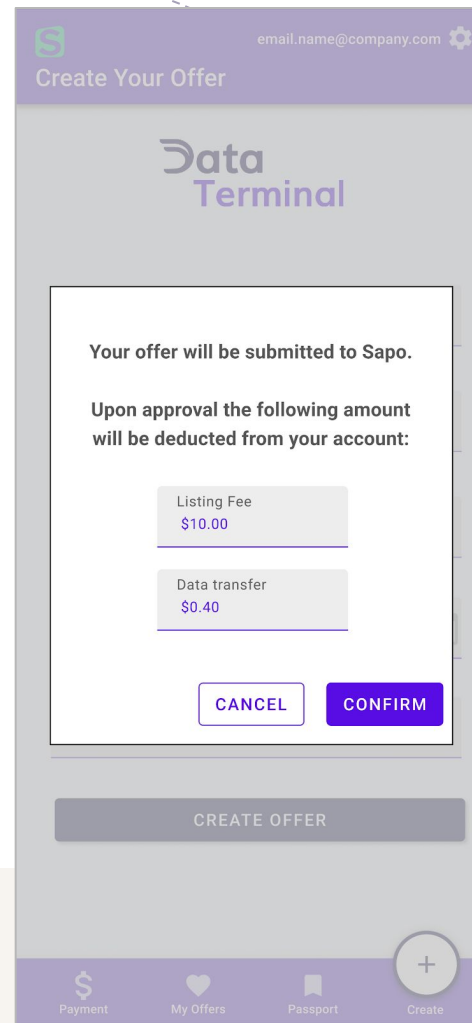 S
email.name@company.com
Create Your Offer
Data
Terminal
Your offer will be submitted to Sapo.
Upon approval the following amount
will be deducted from your account:
Listing Fee
$10.00
Data transfer
$0.40
CANCEL
CONFIRM
CREATE OFFER
$
+
Payment
My Offers
Passport
Create